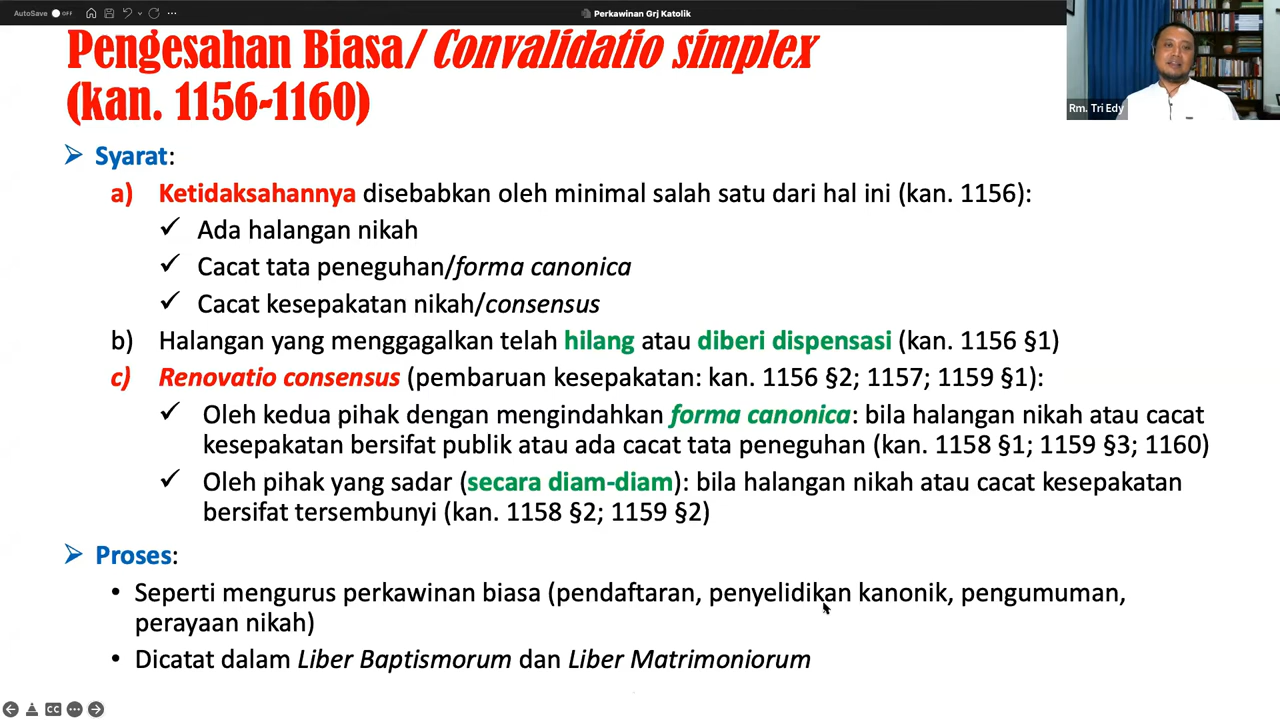 AutoSave OFF
Perkawinan Grj Katolik
Pengesahan Biasa/ Convalidatio simplex
(kan. 1156-1160)
Rm. Tri Edy
Syarat:
a) Ketidaksahannya disebabkan oleh minimal salah satu dari hal ini (kan. 1156):
✓ Ada halangan nikah
✓ Cacat tata peneguhan/forma canonica
✓ Cacat kesepakatan nikah/consensus
b) Halangan yang menggagalkan telah hilang atau diberi dispensasi (kan. 1156 §1)
c) Renovatio consensus (pembaruan kesepakatan: kan. 1156 §2; 1157; 1159 §1):
✓ Oleh kedua pihak dengan mengindahkan forma canonica: bila halangan nikah atau cacat
kesepakatan bersifat publik atau ada cacat tata peneguhan (kan. 1158 §1; 1159 §3; 1160)
✓ Oleh pihak yang sadar (secara diam-diam): bila halangan nikah atau cacat kesepakatan
bersifat tersembunyi (kan. 1158 §2; 1159 §2)
Proses:
• Seperti mengurus perkawinan biasa (pendaftaran, penyelidikan kanonik, pengumuman,
perayaan nikah)
• Dicatat dalam Liber Baptismorum dan Liber Matrimoniorum
CC